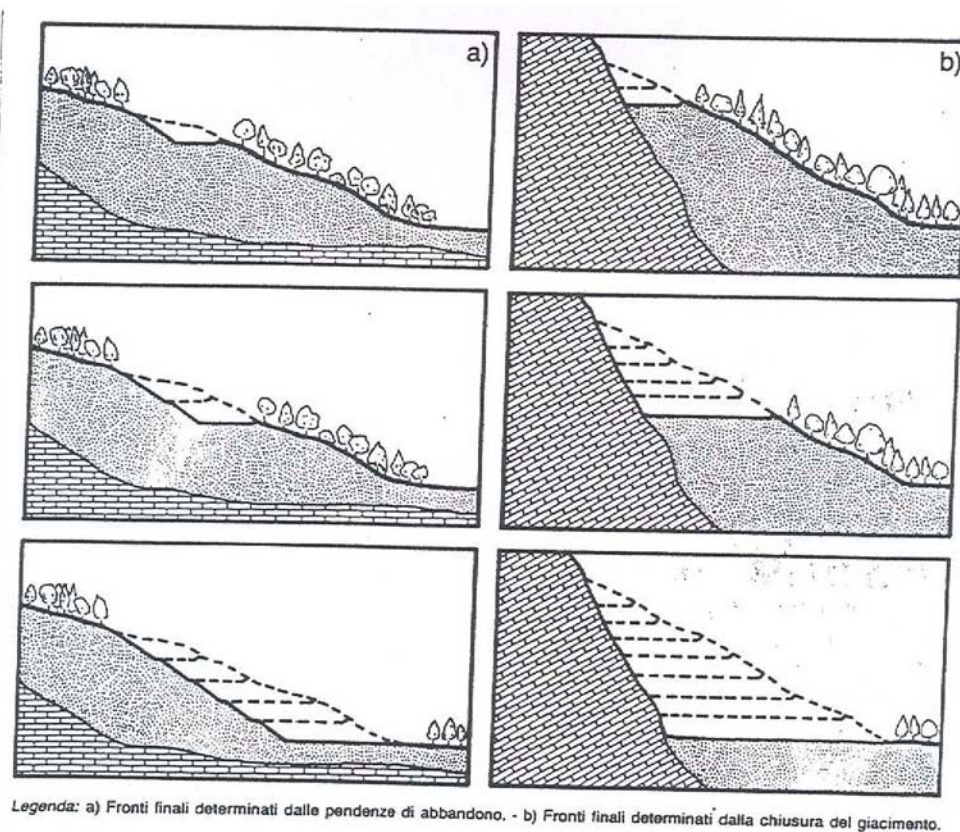 a)
b)
Legenda: a) Fronti finali determinati dalle pendenze di abbandono. - b) Fronti finali determinati dalla chiusura del giacimento.